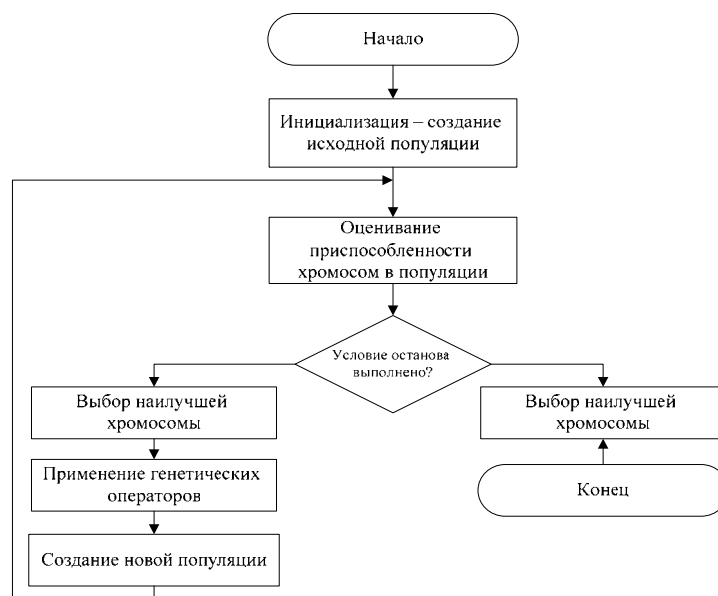 Начало
Инициализация – создание
исходной популяции
Оценивание
приспособленности
хромосом в популяции
Условие останова
выполнено?
Выбор наилучшей
хромосомы
Применение генетических
операторов
Создание новой популяции
Выбор наилучшей
хромосомы
Конец